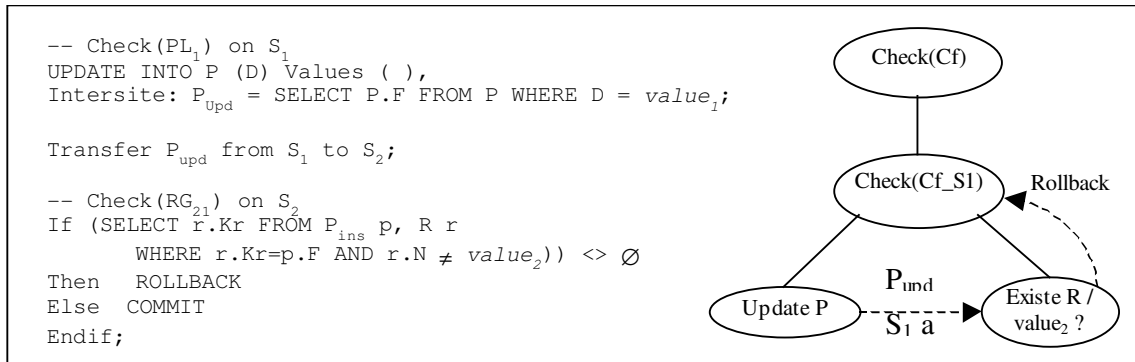 -- Check(PL1) on S1
UPDATE INTO P (D) Values ( ),
Intersite: PUpd = SELECT P.F FROM P WHERE D = value1;
Transfer Pupd from S1 to S2;
-- Check(RG21) on S2
If (SELECT r.Kr FROM Pins p, R r
WHERE r.Kr=p.F AND r.N ≠ value2)) <> ∅
Then ROLLBACK
Else COMMIT
Endif;
Check(Cf)
Check(Cf_S1)
Rollback
Update P
Pupd
S1 a
Existe R /
value2 ?